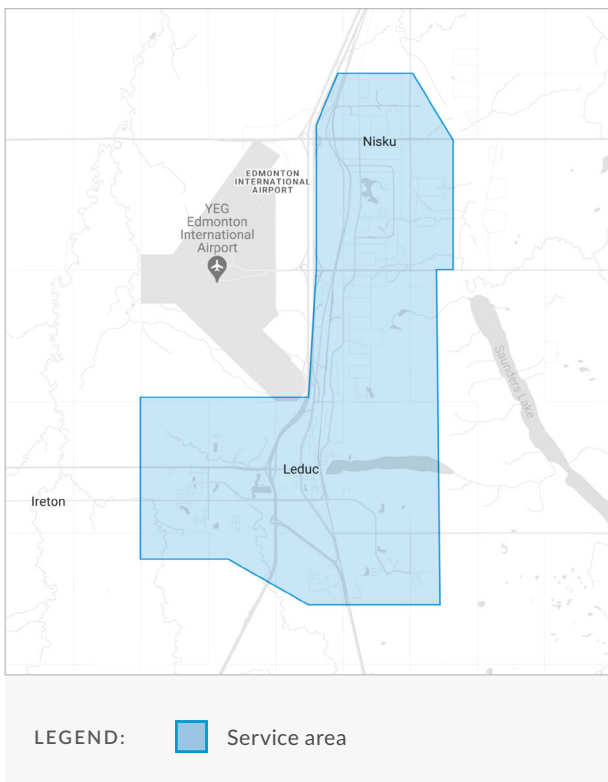 Nisku
EDMONTON
INTERNATIONAL
AIRPORT
YEG
Edmonton
International
Airport
Saunders Lake
Leduc
Ireton
LEGEND:
Service area